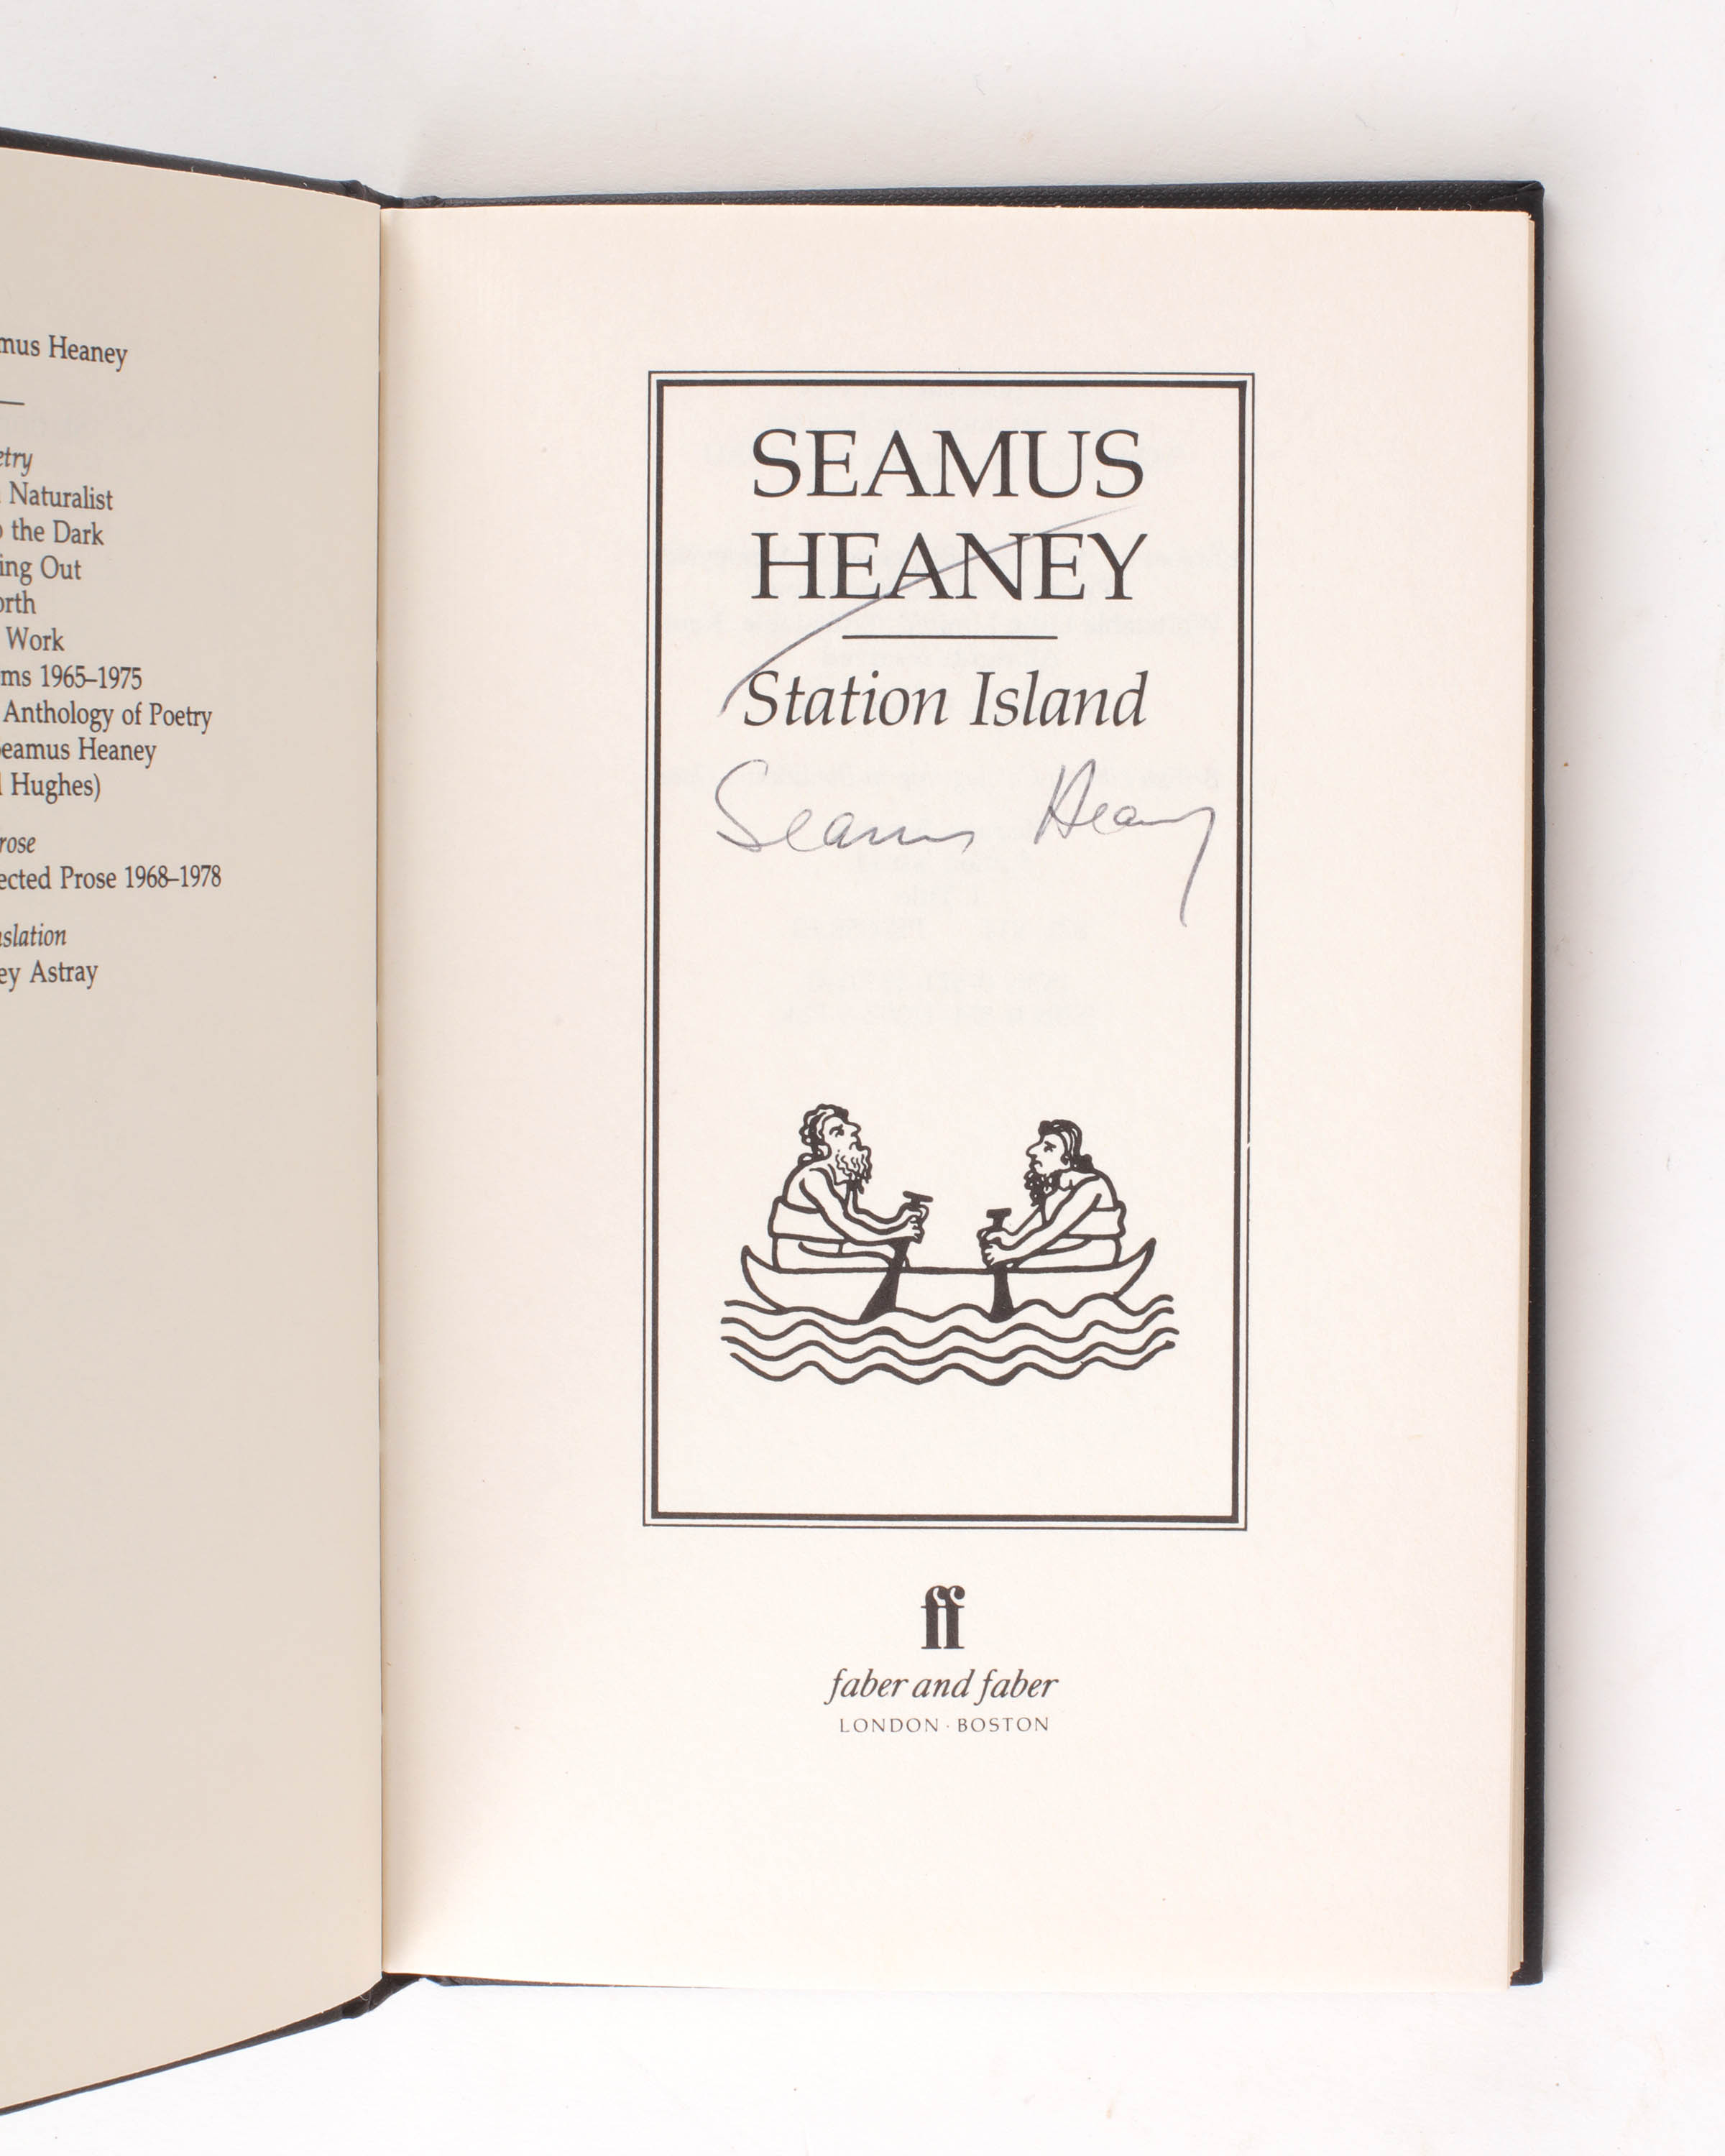 mus Heaney
etry
Naturalist
the Dark
ing Out
orth
Work
ms 1965–1975
Anthology of Poetry
eamus Heaney
Hughes)
rose
ected Prose 1968–1978
slation
ey Astray
SEAMUS
HEANEY
Station Island
Seamus Heaney
ff
faber and faber
LONDON · BOSTON